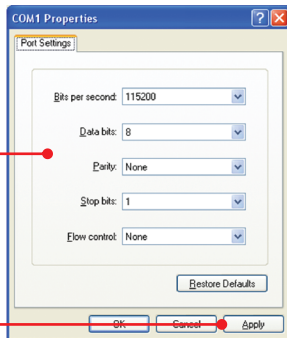 COM1 Properties
Port Settings
Bits per second: 115200
Data bits: 8
Parity: None
Stop bits: 1
Flow control: None
Restore Defaults
OK Cancel Apply